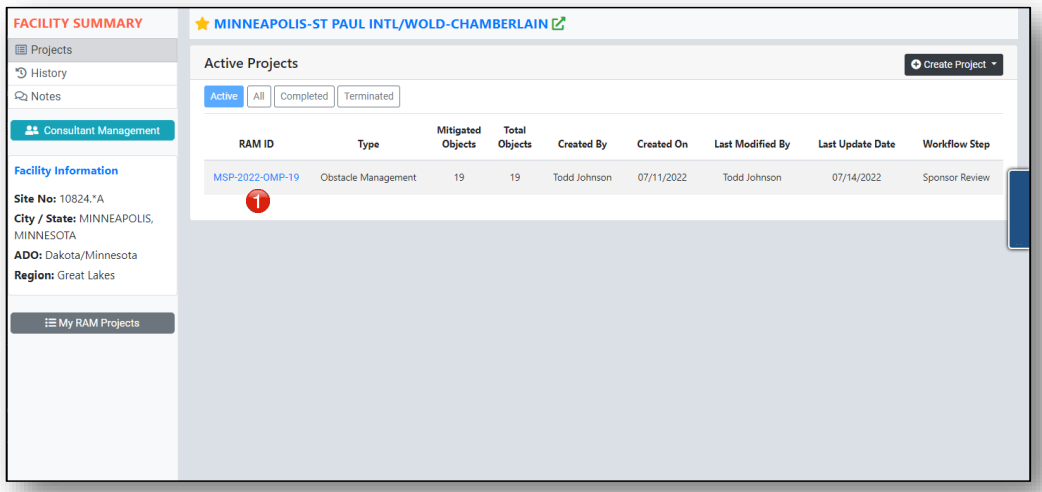 FACILITY SUMMARY
Projects
History
Notes
Consultant Management
Facility Information
Site No: 10824.*A
City / State: MINNEAPOLIS,
MINNESOTA
ADO: Dakota/Minnesota
Region: Great Lakes
My RAM Projects
MINNEAPOLIS-ST PAUL INTL/WOLD-CHAMBERLAIN
Active Projects
Create Project
Active All Completed Terminated
RAM ID Type Mitigated Objects Total Objects Created By Created On Last Modified By Last Update Date Workflow Step
MSP-2022-OMP-19 Obstacle Management 19 19 Todd Johnson 07/11/2022 Todd Johnson 07/14/2022 Sponsor Review
1